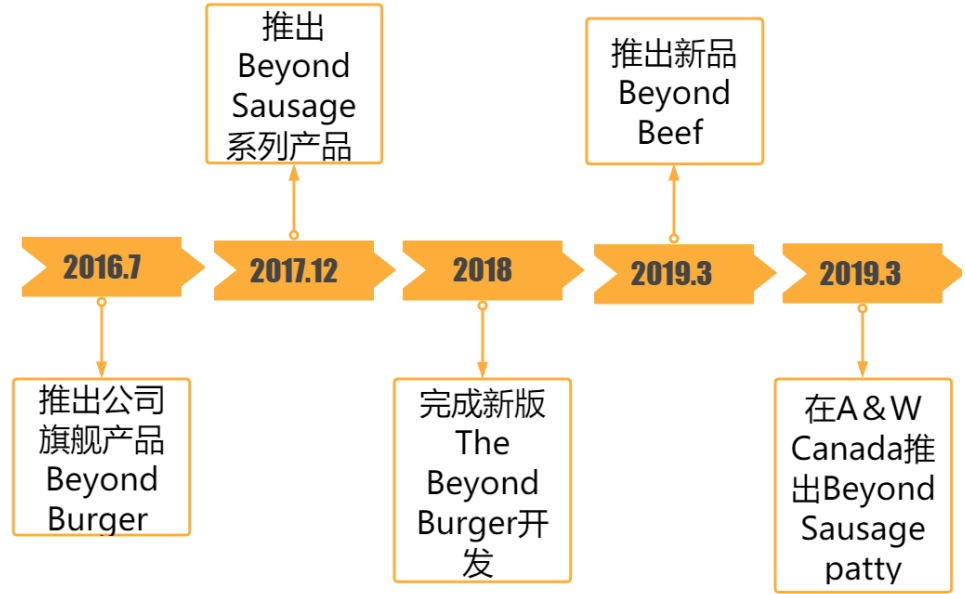 推出
Beyond
Sausage
系列产品
推出新品
Beyond
Beef
2016.7
2017.12
2018
2019.3
2019.3
推出公司
旗舰产品
Beyond
Burger
完成新版
The
Beyond
Burger开
发
在A＆W
Canada推
出Beyond
Sausage
patty